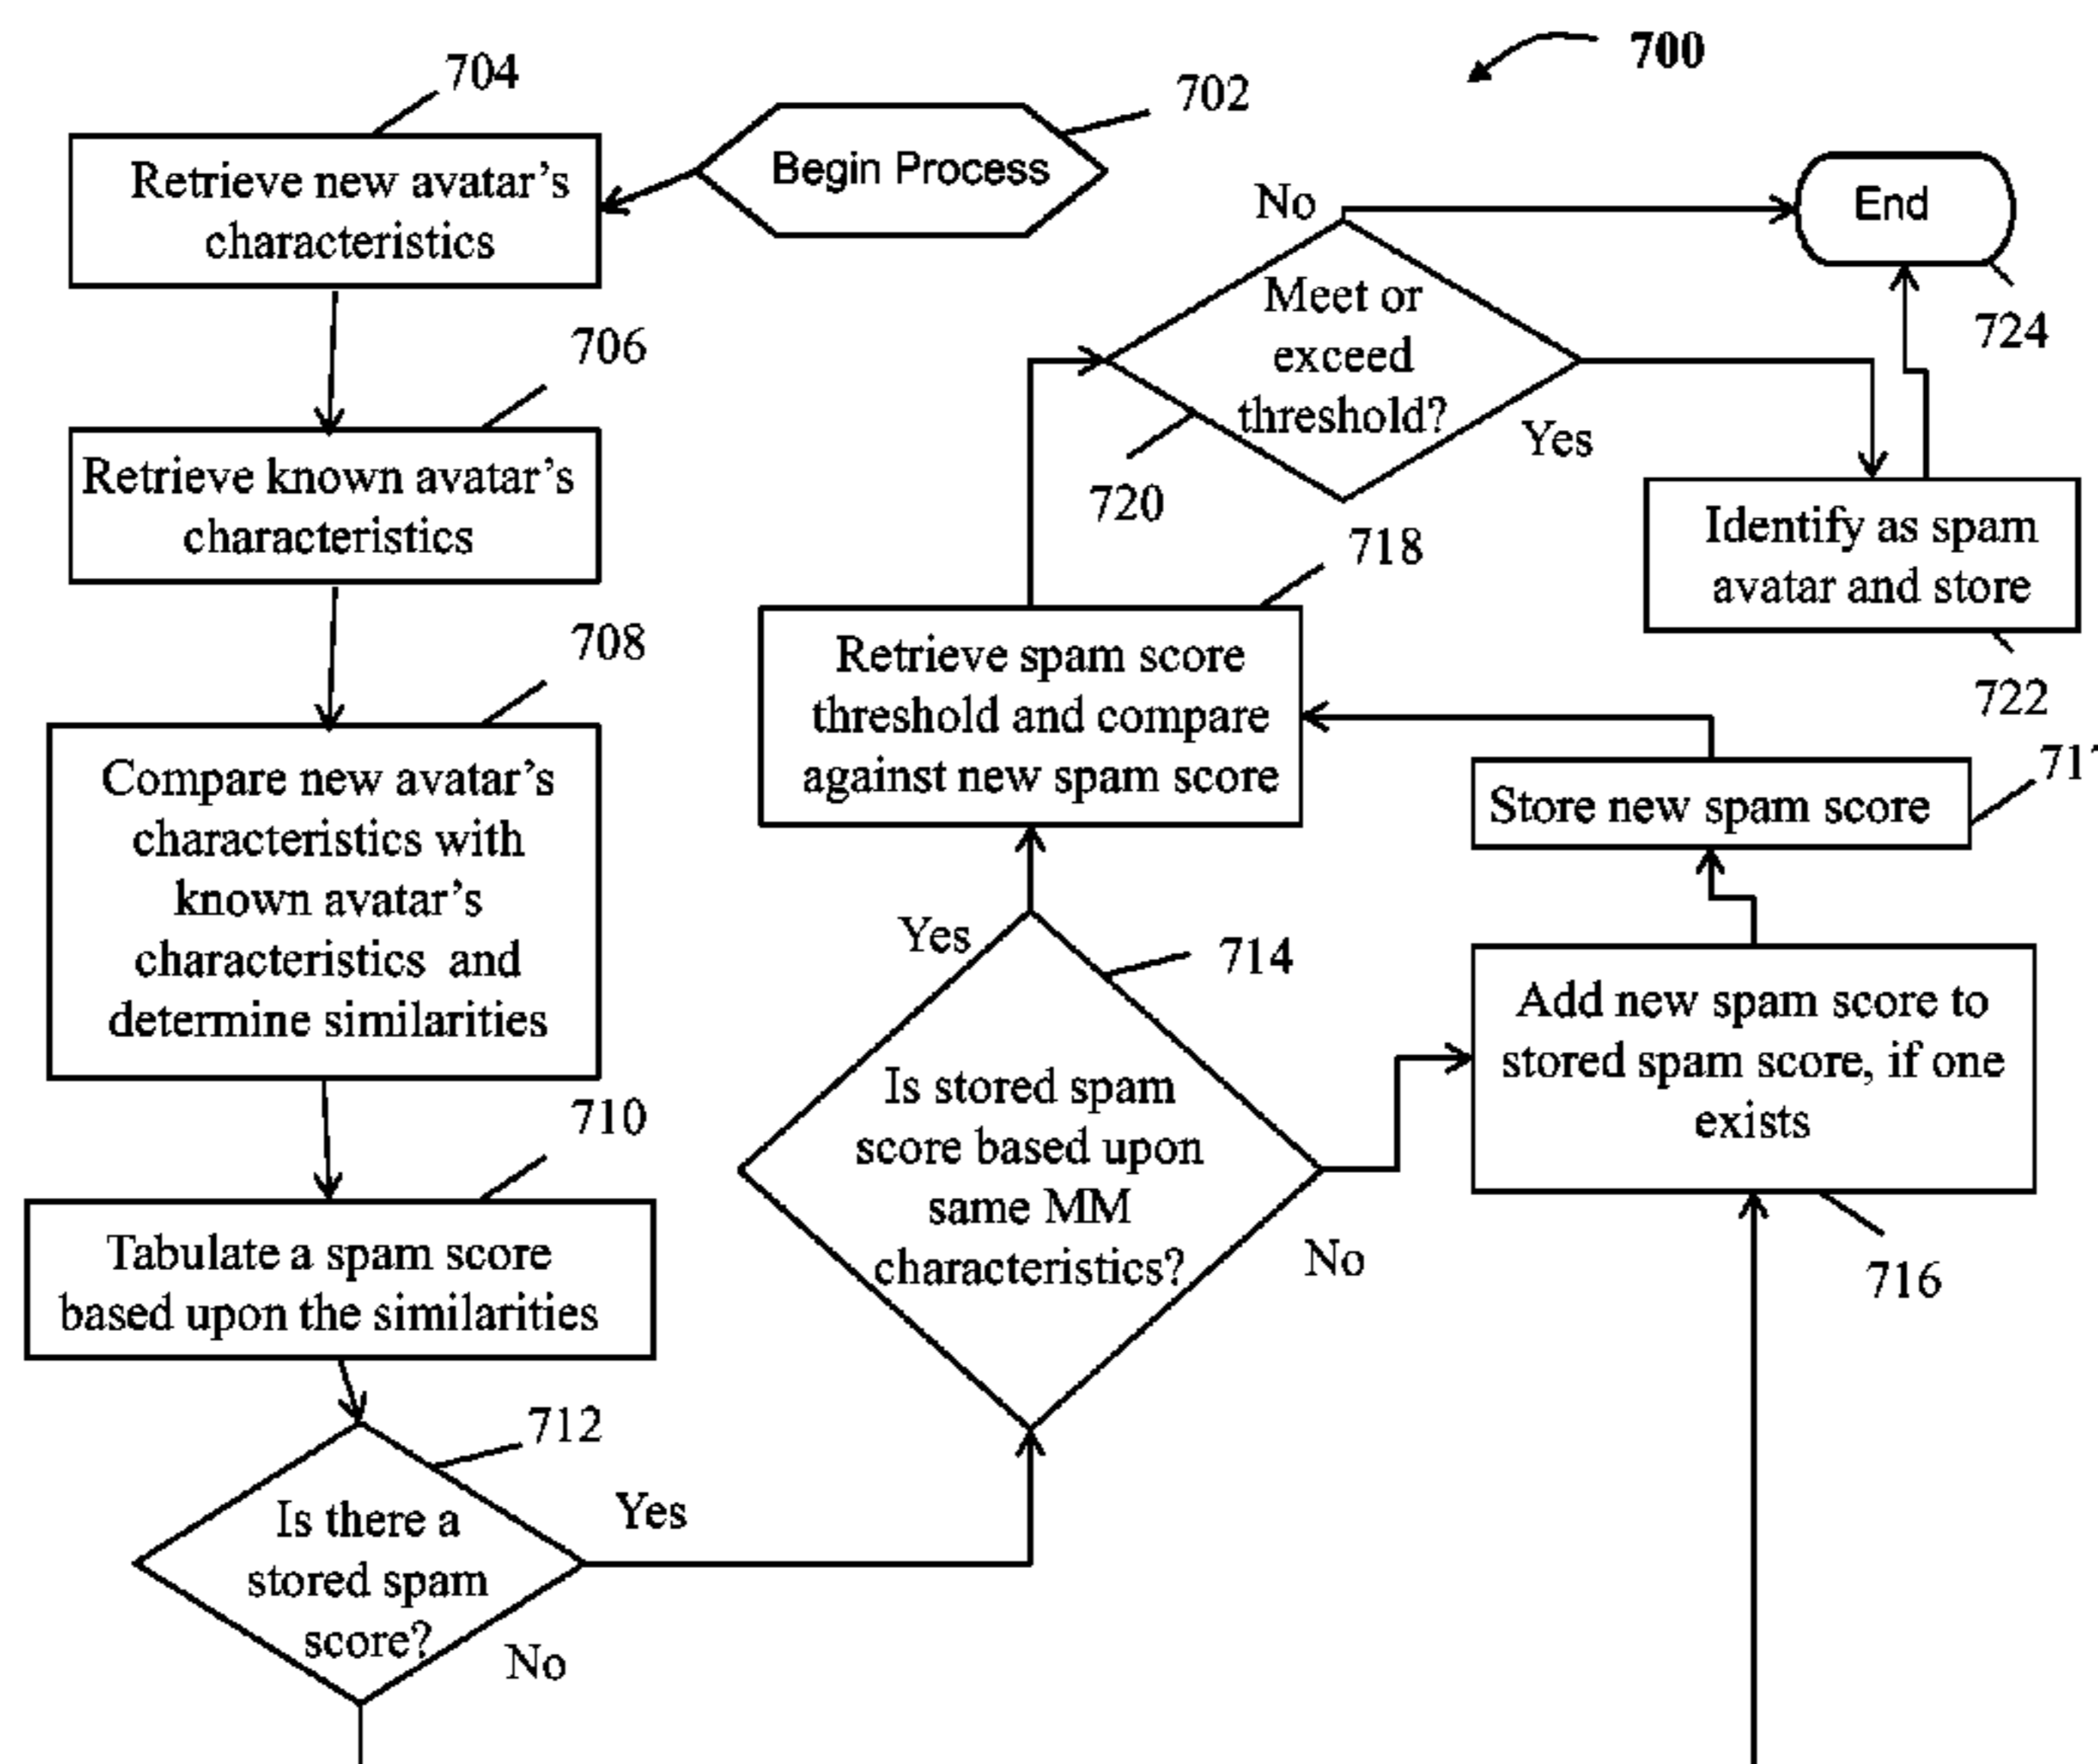 700
704
702
Begin Process
Retrieve new avatar's
characteristics
706
Retrieve known avatar's
characteristics
708
Compare new avatar's
characteristics with
known avatar's
characteristics and
determine similarities
710
Tabulate a spam score
based upon the similarities
712
Is there a
stored spam
score?
Yes
No
714
Is stored spam
score based upon
same MM
characteristics?
Yes
No
716
Add new spam score to
stored spam score, if one
exists
Store new spam score
718
Retrieve spam score
threshold and compare
against new spam score
720
Meet or
exceed
threshold?
No
Yes
Identify as spam
avatar and store
722
End
724